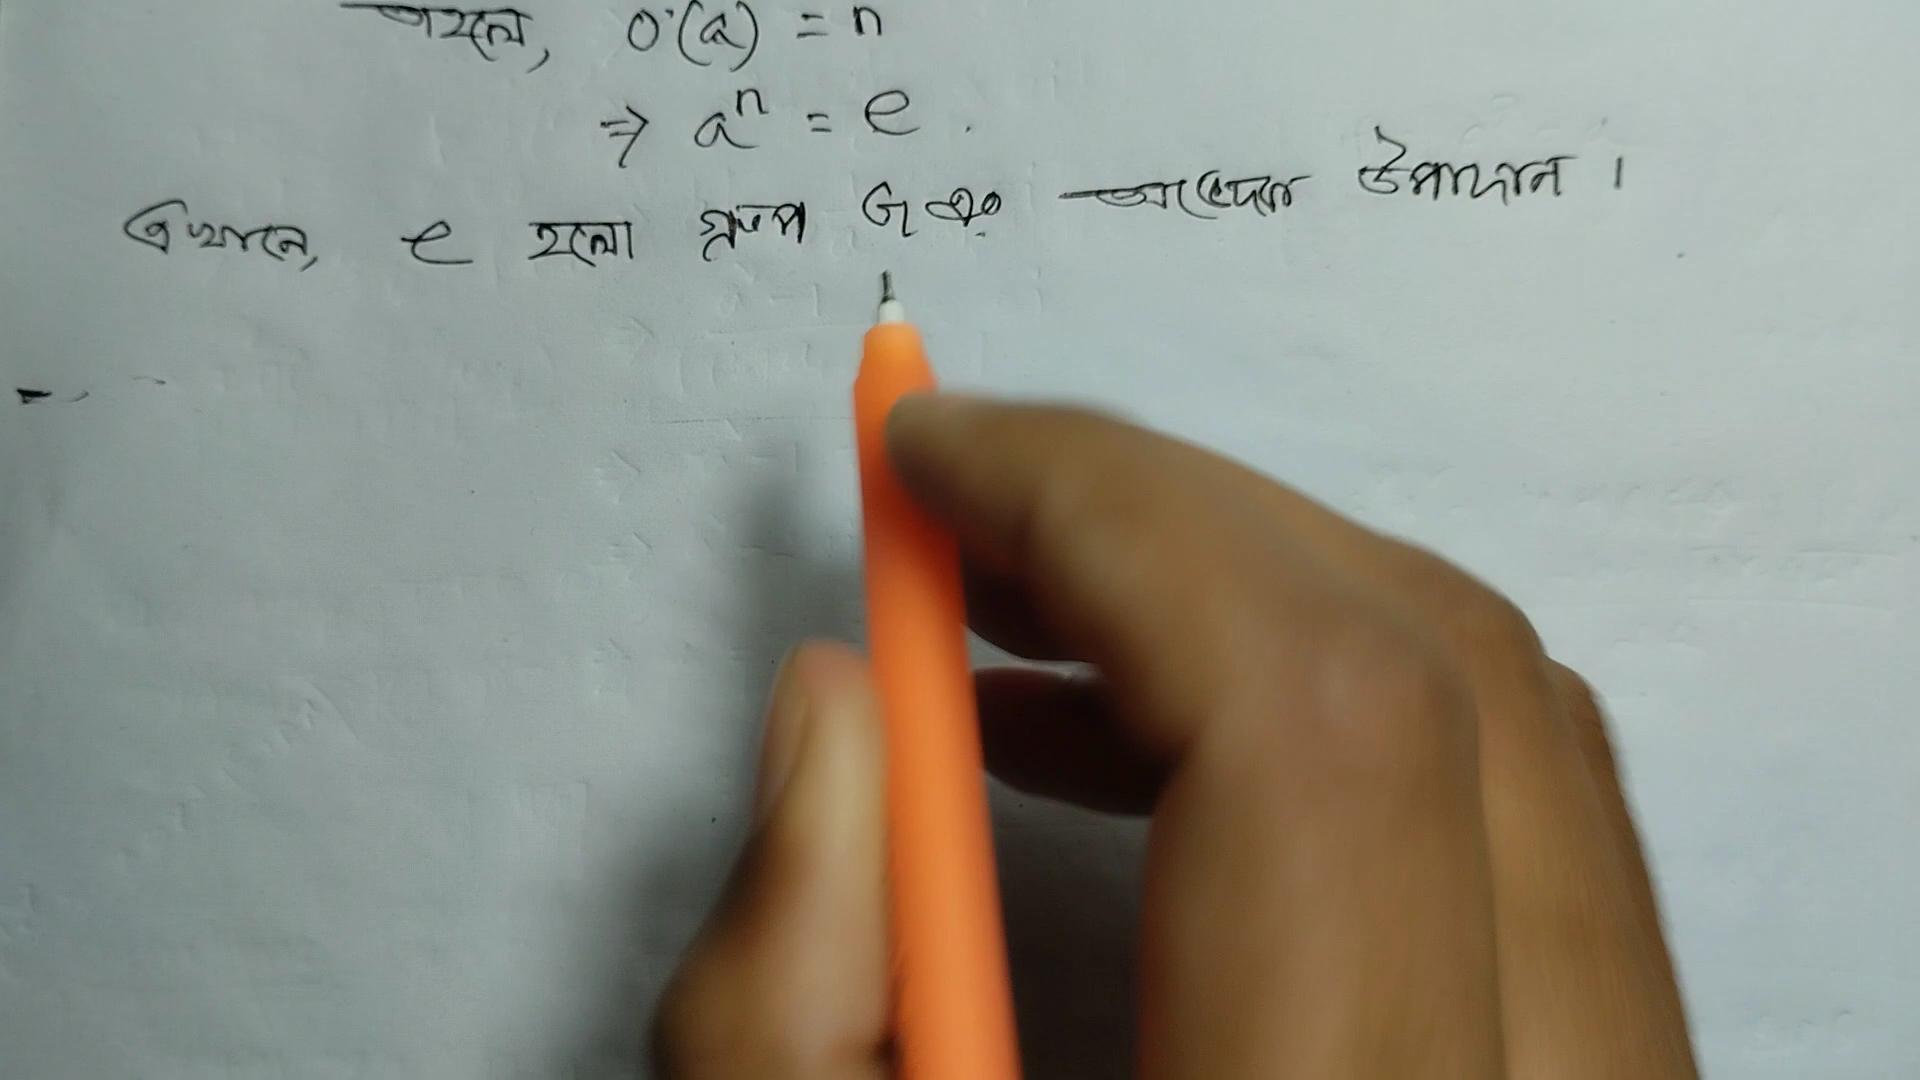 তাহলে, O(a) = n
⇒ aⁿ = e .
এখানে, e হলো গ্রুপ G এর অভেদক উপাদান ।